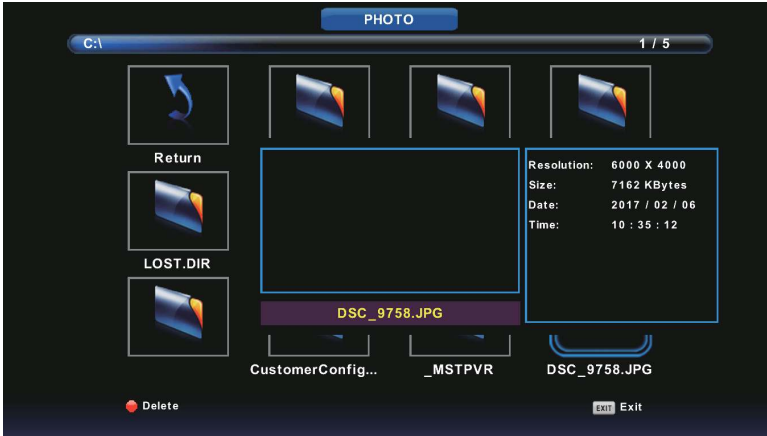 PHOTO
C:\ 1 / 5
Return
LOST.DIR
Resolution: 6000 X 4000
Size: 7162 KBytes
Date: 2017 / 02 / 06
Time: 10 : 35 : 12
DSC_9758.JPG
CustomerConfig... _MSTPVR DSC_9758.JPG
Delete EXIT Exit